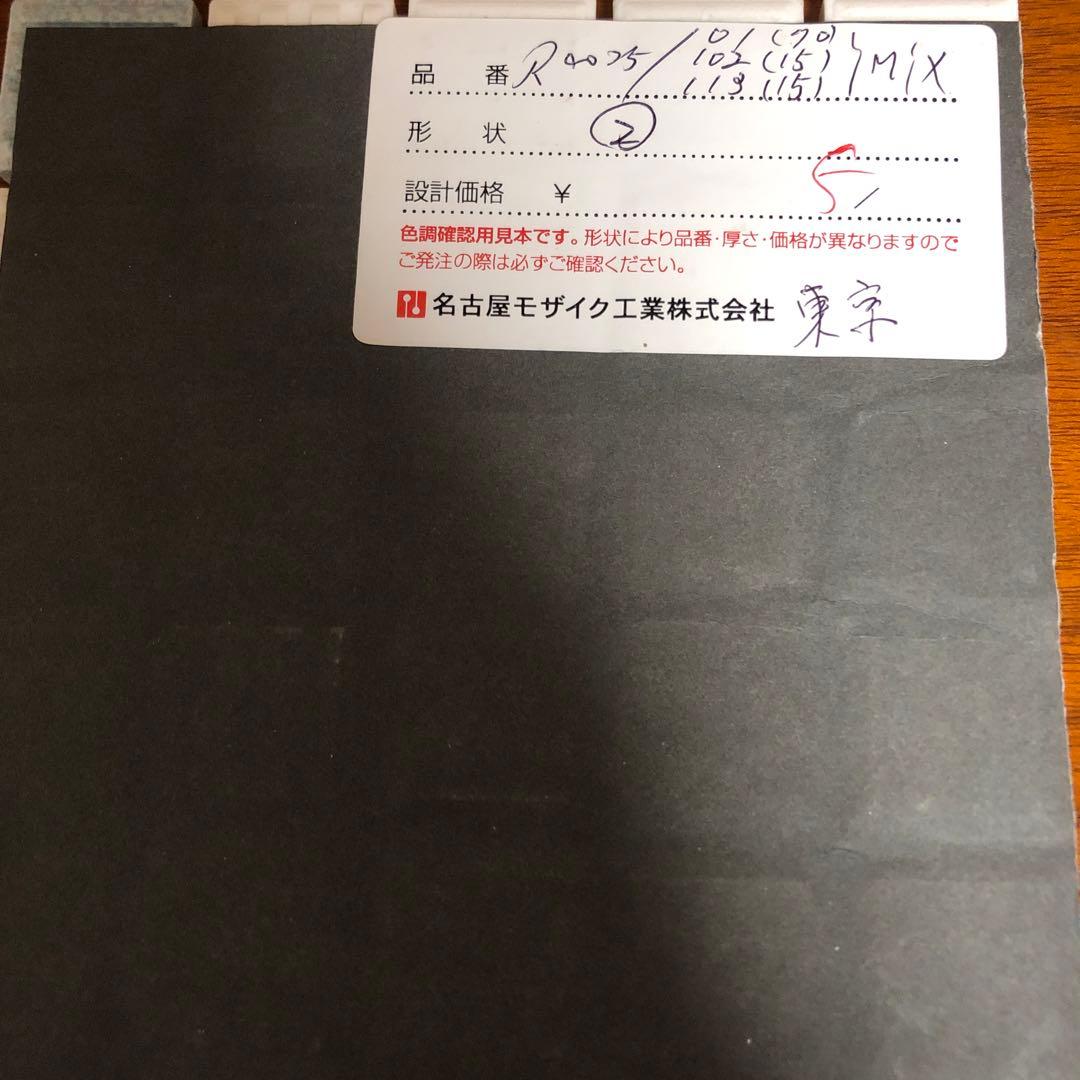 品番 R4025/101(70)
102(15)
113(15) MIX
形状 ②
設計価格 ¥ 5/
色調確認用見本です。形状により品番・厚さ・価格が異なりますので
ご発注の際は必ずご確認ください。
名古屋モザイク工業株式会社 東京